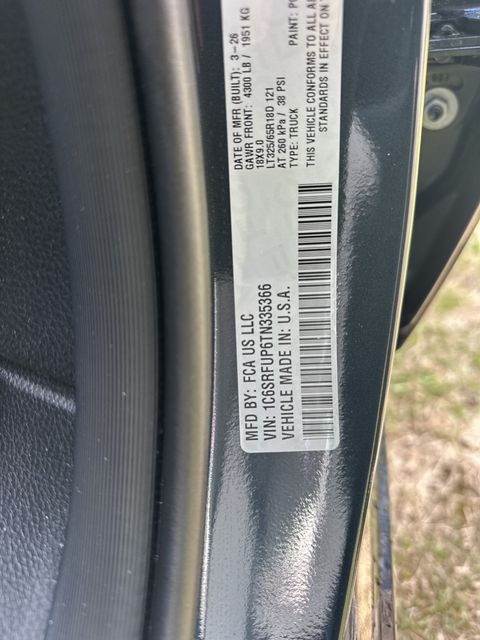 MFD BY: FCA US LLC
DATE OF MFR (BUILT): 3-26
GAWR FRONT: 4300 LB / 1951 KG
18X9.0
LT325/65R18D 121
AT 260 kPa / 38 PSI
TYPE: TRUCK
PAINT:
THIS VEHICLE CONFORMS TO ALL
STANDARDS IN EFFECT ON
VIN: 1C6SRFUP6TN335366
VEHICLE MADE IN: U.S.A.